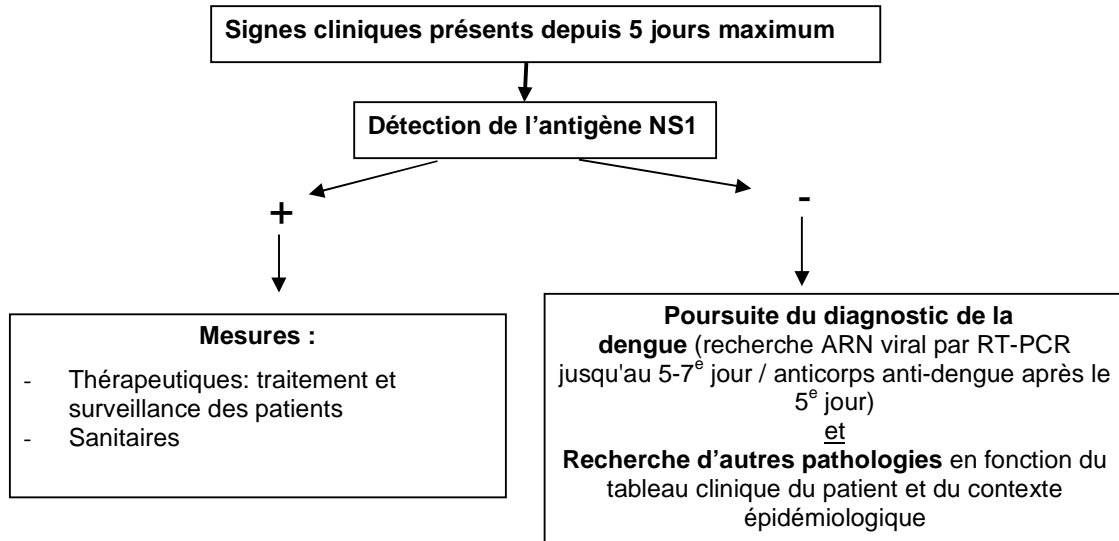 Signes cliniques présents depuis 5 jours maximum
Détection de l'antigène NS1
+
-
Mesures :
- Thérapeutiques: traitement et
surveillance des patients
- Sanitaires
Poursuite du diagnostic de la
dengue (recherche ARN viral par RT-PCR
jusqu'au 5-7e jour / anticorps anti-dengue après le
5e jour)
et
Recherche d'autres pathologies en fonction du
tableau clinique du patient et du contexte
épidémiologique